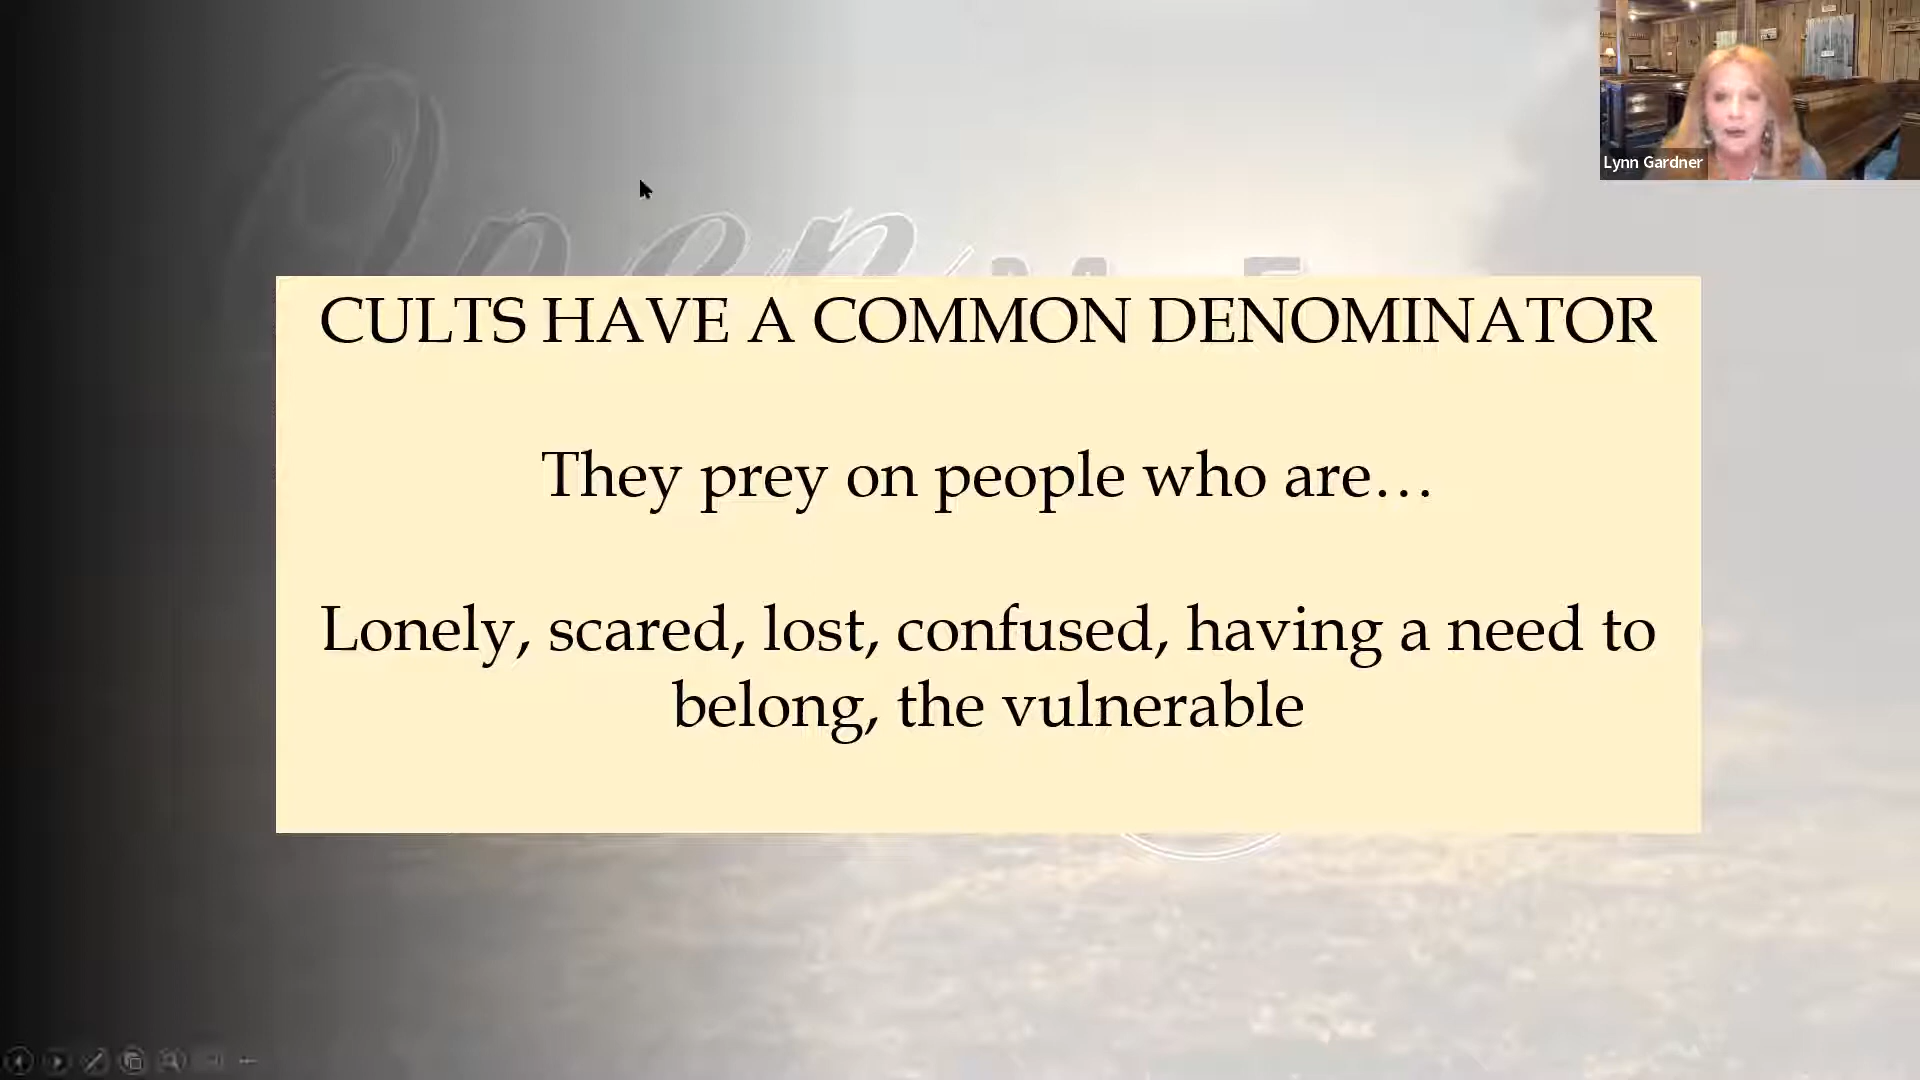 Lynn Gardner
CULTS HAVE A COMMON DENOMINATOR
They prey on people who are…
Lonely, scared, lost, confused, having a need to
belong, the vulnerable